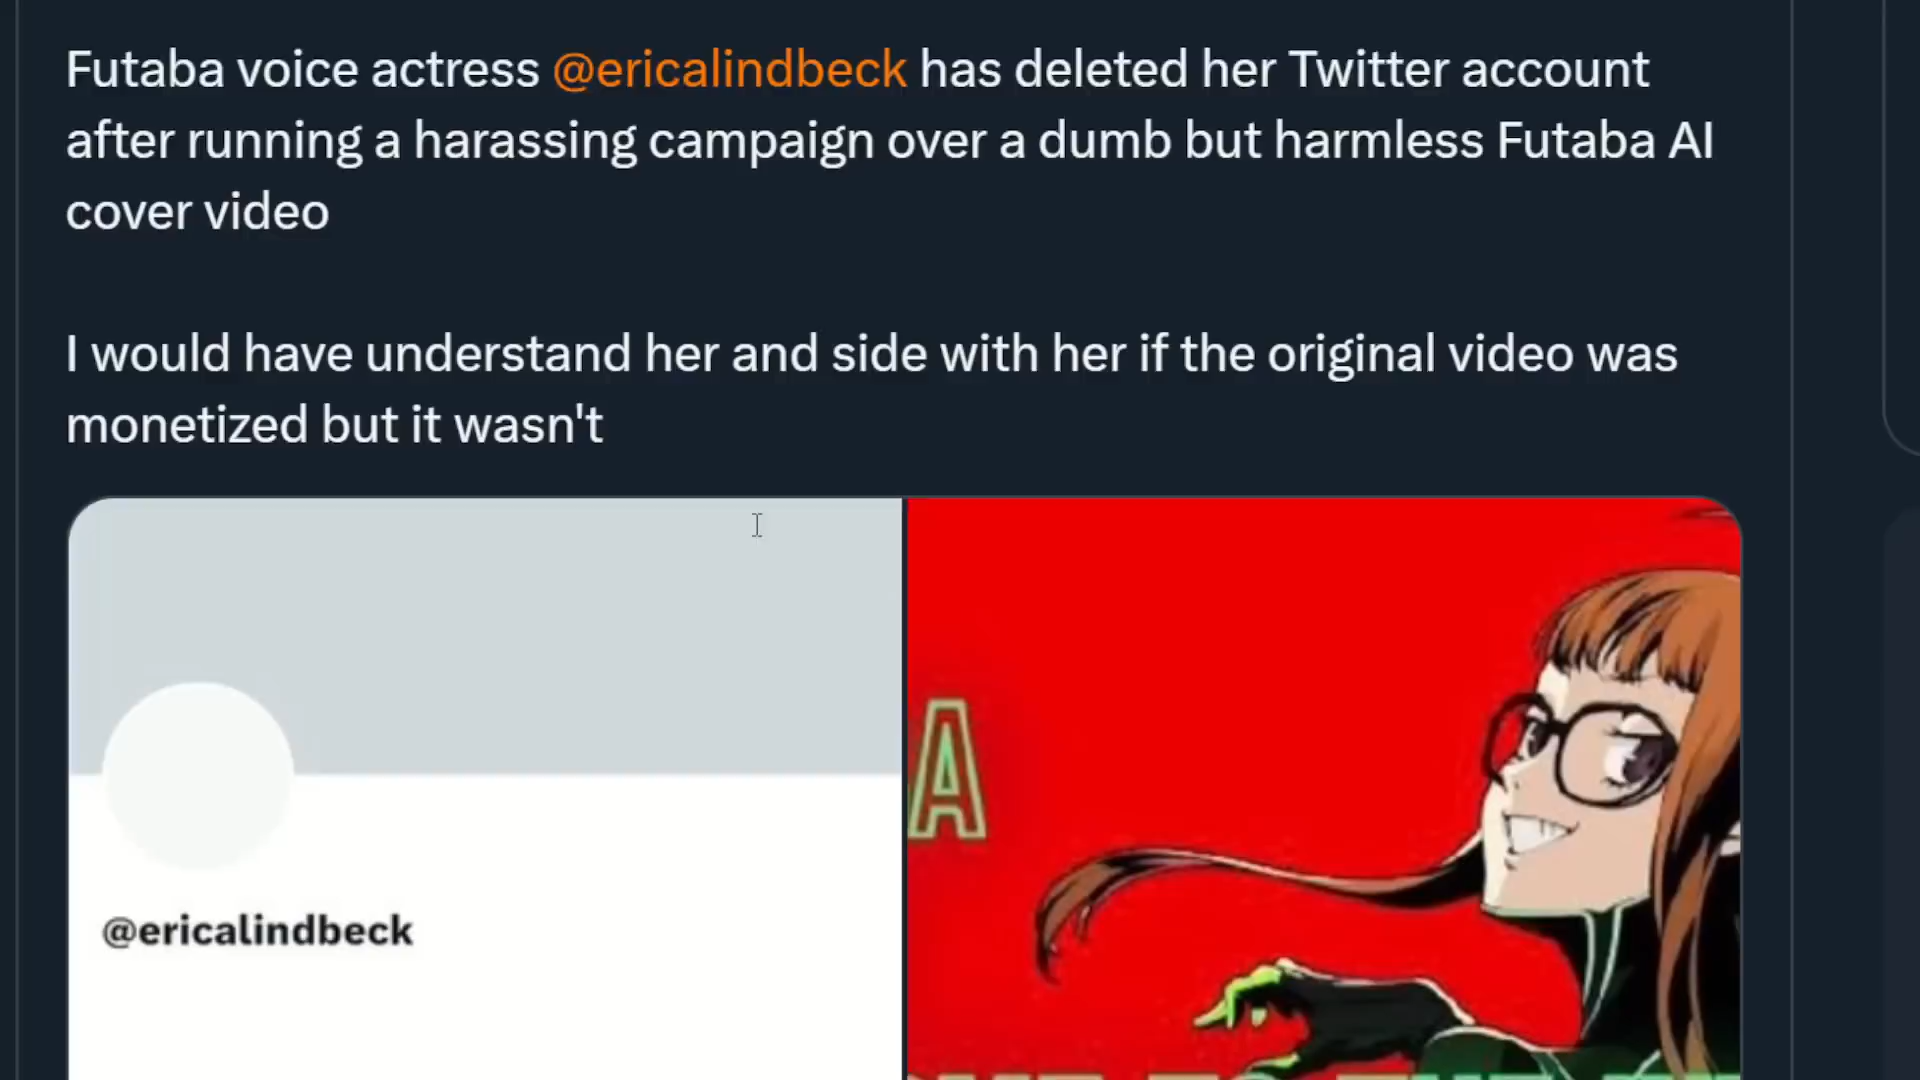 Futaba voice actress @ericalindbeck has deleted her Twitter account
after running a harassing campaign over a dumb but harmless Futaba AI
cover video
I would have understand her and side with her if the original video was
monetized but it wasn't
A
@ericalindbeck